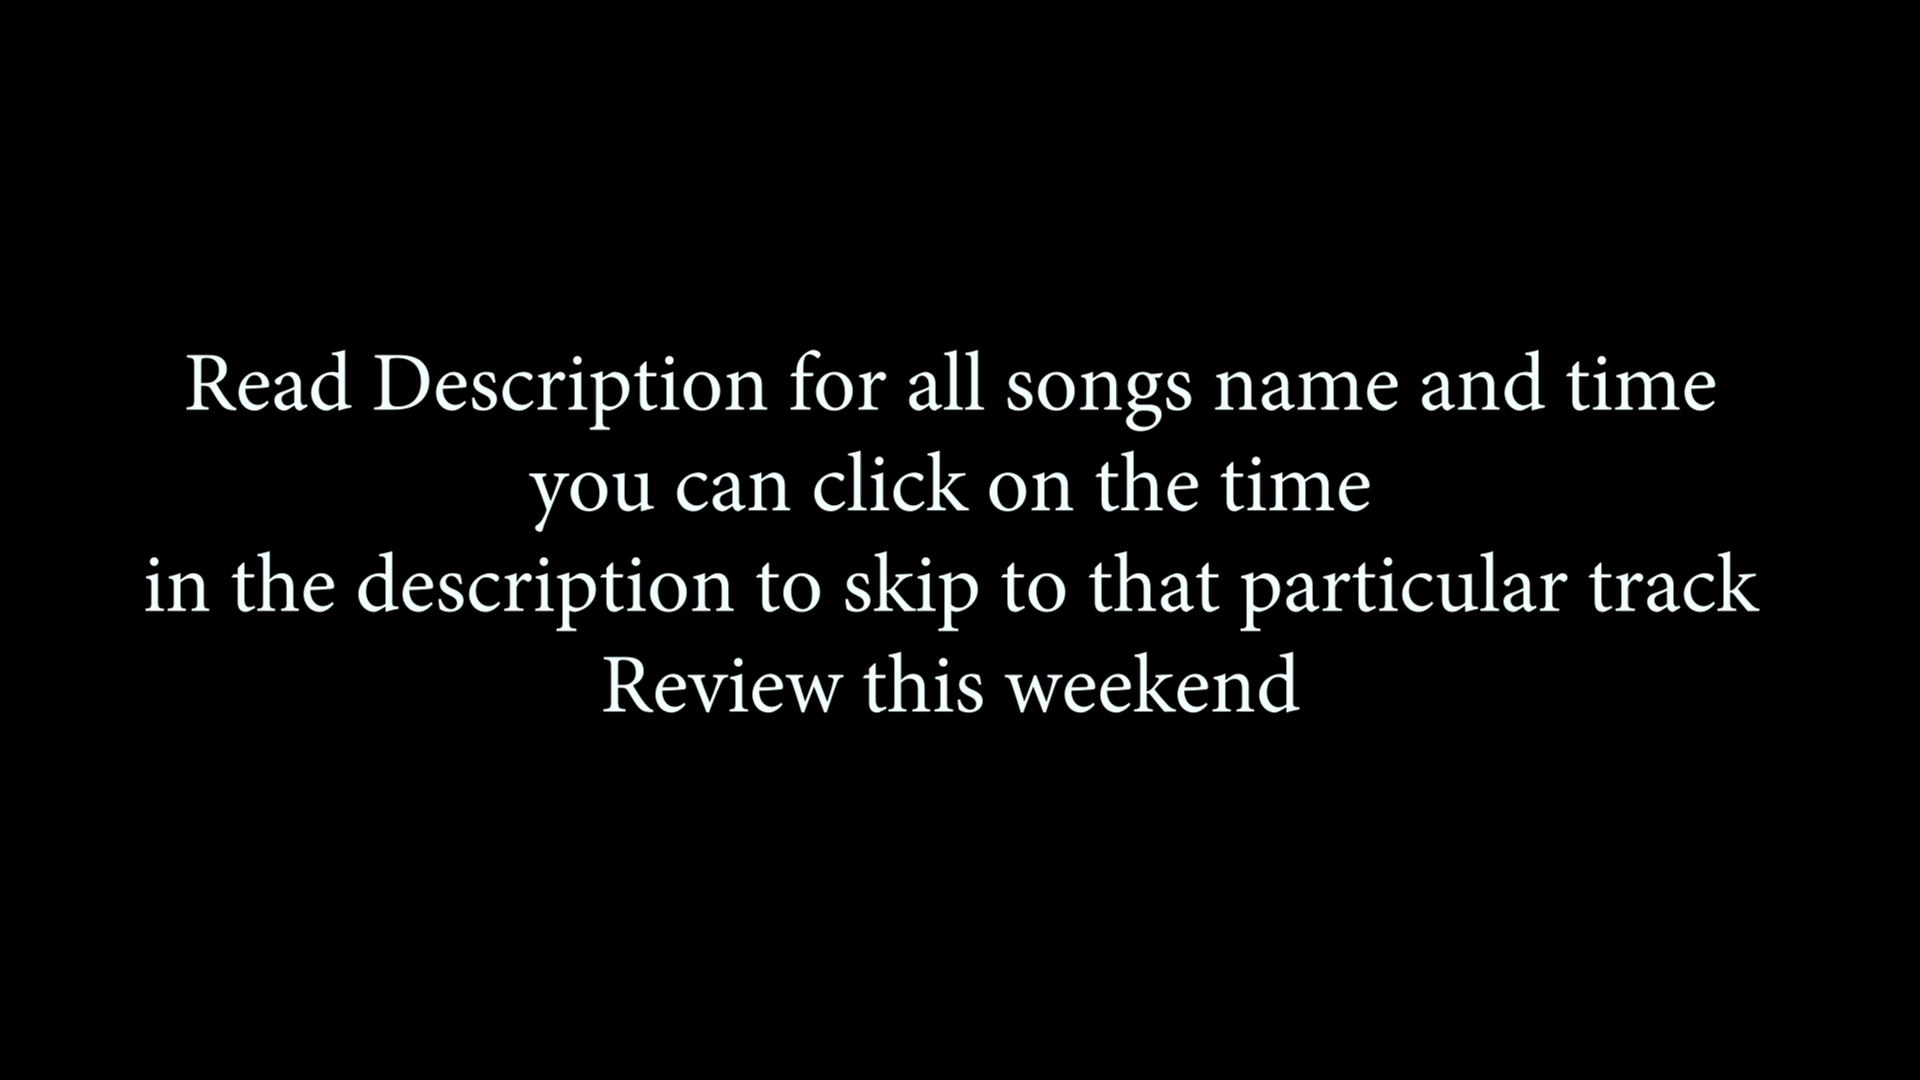 Read Description for all songs name and time
you can click on the time
in the description to skip to that particular track
Review this weekend